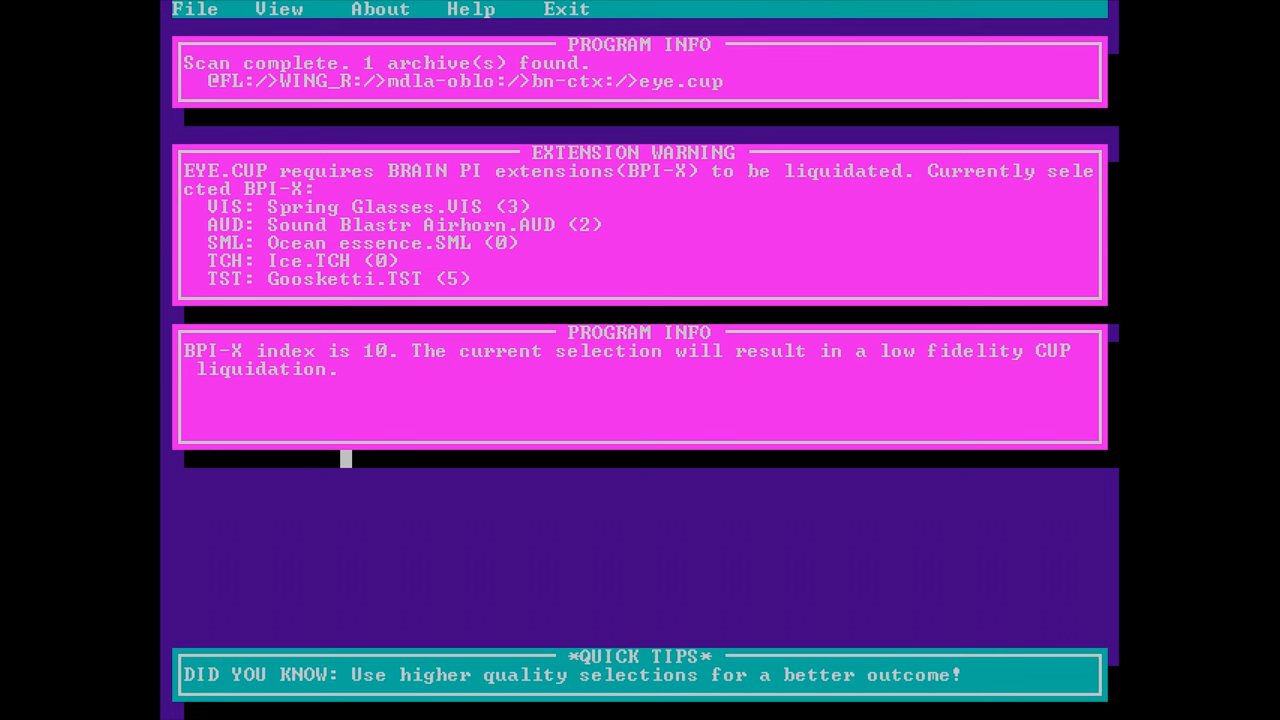 File View About Help Exit
PROGRAM INFO
Scan complete. 1 archive(s) found.
@FL:/>WING_R:/>mdla-oblo:/>bn-ctx:/>eye.cup
EXTENSION WARNING
EYE.CUP requires BRAIN PI extensions(BPI-X) to be liquidated. Currently sele
cted BPI-X:
VIS: Spring Glasses.VIS (3)
AUD: Sound Blastr Airhorn.AUD (2)
SML: Ocean essence.SML (0)
TCH: Ice.TCH (0)
TST: Goosketti.TST (5)
PROGRAM INFO
BPI-X index is 10. The current selection will result in a low fidelity CUP
liquidation.
*QUICK TIPS*
DID YOU KNOW: Use higher quality selections for a better outcome!